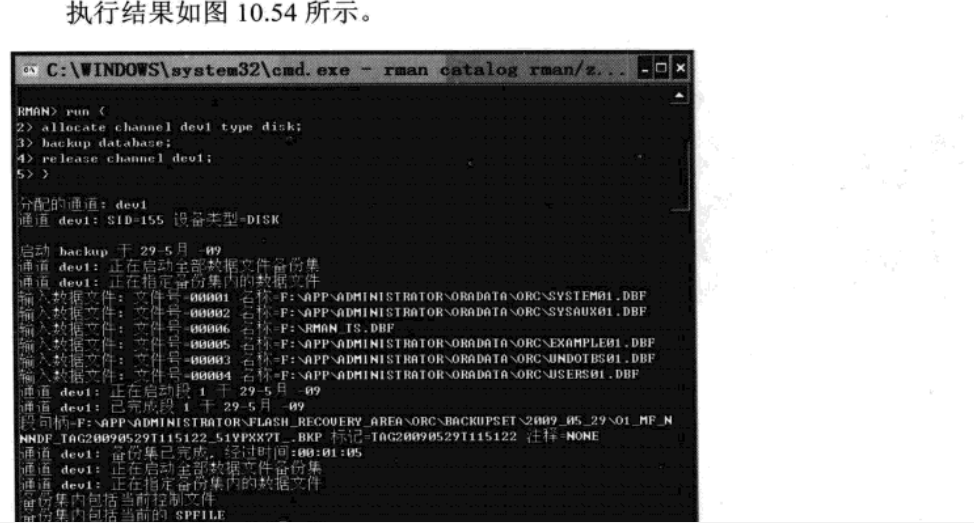 执行结果如图 10.54 所示。
C:\WINDOWS\system32\cmd.exe - rman catalog rman/z...
RMAN> run {
2> allocate channel dev1 type disk;
3> backup database;
4> release channel dev1;
5> }
分配的通道: dev1
通道 dev1: SID=155 设备类型=DISK
启动 backup 于 29-5月 -09
通道 dev1: 正在启动全部数据文件备份集
通道 dev1: 正在指定备份集内的数据文件
输入数据文件: 文件号=00001 名称=F:\APP\ADMINISTRATOR\ORADATA\ORC\SYSTEM01.DBF
输入数据文件: 文件号=00002 名称=F:\APP\ADMINISTRATOR\ORADATA\ORC\SYSAUX01.DBF
输入数据文件: 文件号=00006 名称=F:\RMAN_TS.DBF
输入数据文件: 文件号=00005 名称=F:\APP\ADMINISTRATOR\ORADATA\ORC\EXAMPLE01.DBF
输入数据文件: 文件号=00003 名称=F:\APP\ADMINISTRATOR\ORADATA\ORC\UNDOTBS01.DBF
输入数据文件: 文件号=00004 名称=F:\APP\ADMINISTRATOR\ORADATA\ORC\USERS01.DBF
通道 dev1: 正在启动段 1 于 29-5月 -09
通道 dev1: 已完成段 1 于 29-5月 -09
段句柄=F:\APP\ADMINISTRATOR\FLASH_RECOVERY_AREA\ORC\BACKUPSET\2009_05_29\O1_MF_N
NNDF_TAG20090529T115122_51YPXX7T_.BKP 标记=TAG20090529T115122 注释=NONE
通道 dev1: 备份集已完成, 经过时间:00:01:05
通道 dev1: 正在启动全部数据文件备份集
通道 dev1: 正在指定备份集内的数据文件
备份集内包括当前控制文件
备份集内包括当前的 SPFILE